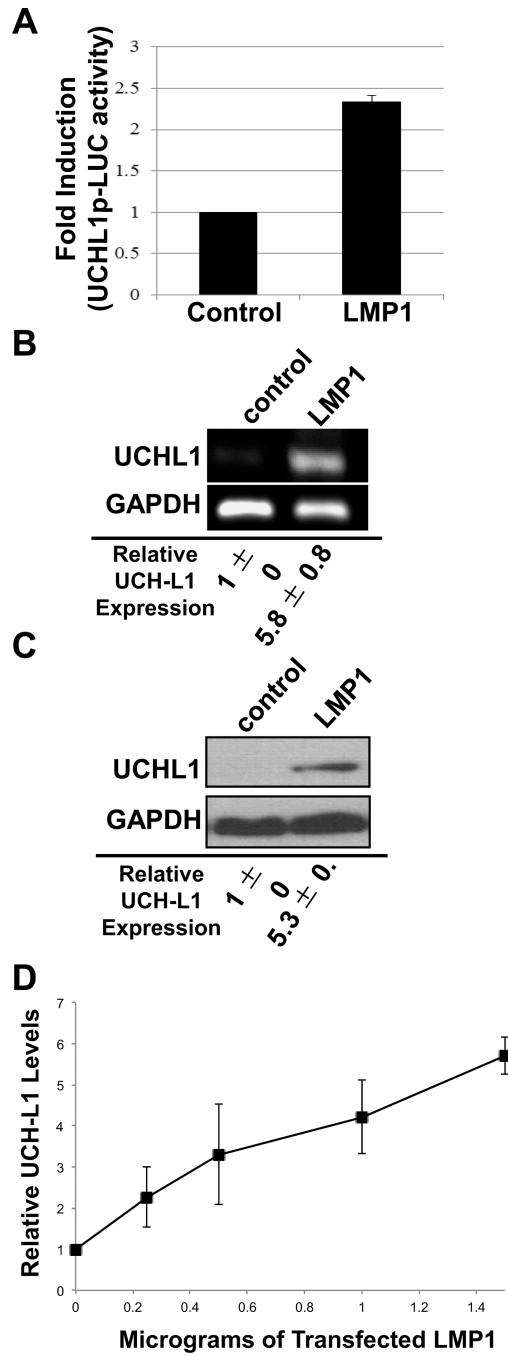 A
Fold Induction
(UCHL1p-LUC activity)
3
2.5
2
1.5
1
0.5
0
Control LMP1
B
control LMP1
UCHL1
GAPDH
Relative
UCH-L1
Expression
1 ± 0
5.8 ± 0.8
C
control LMP1
UCHL1
GAPDH
Relative
UCH-L1
Expression
1 ± 0
5.3 ± 0.
D
Relative UCH-L1 Levels
7
6
5
4
3
2
1
0
0 0.2 0.4 0.6 0.8 1 1.2 1.4
Micrograms of Transfected LMP1